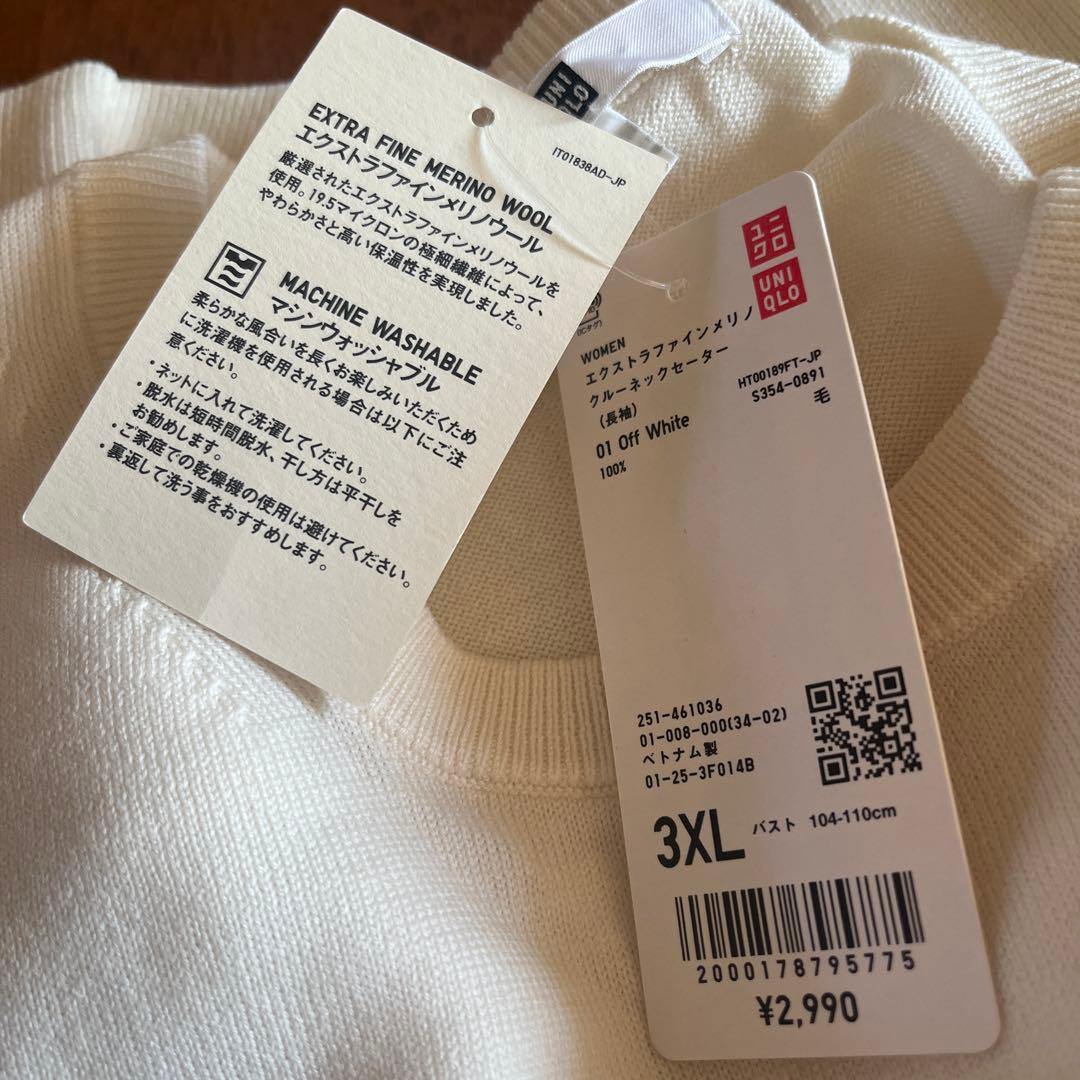 UNI
QLO
IT01838AD-JP
EXTRA FINE MERINO WOOL
エクストラファインメリノウール
厳選されたエクストラファインメリノウールを
使用。19.5マイクロンの極細繊維によって、
やわらかさと高い保温性を実現しました。
MACHINE WASHABLE
マシンウォッシャブル
柔らかな風合いを長くお楽しみいただくため
に洗濯機を使用される場合は以下にご注
意ください。
・ネットに入れて洗濯してください。
・脱水は短時間脱水、干し方は平干しを
お勧めします。
・ご家庭での乾燥機の使用は避けてください。
・裏返して洗う事をおすすめします。
ユニ
クロ
UNI
QLO
WOMEN
エクストラファインメリノ
クルーネックセーター
(長袖)
HT00189FT-JP
S354-0891
毛
01 Off White
100%
251-461036
01-008-000(34-02)
ベトナム製
01-25-3F014B
3XL バスト 104-110cm
2000178795775
¥2,990